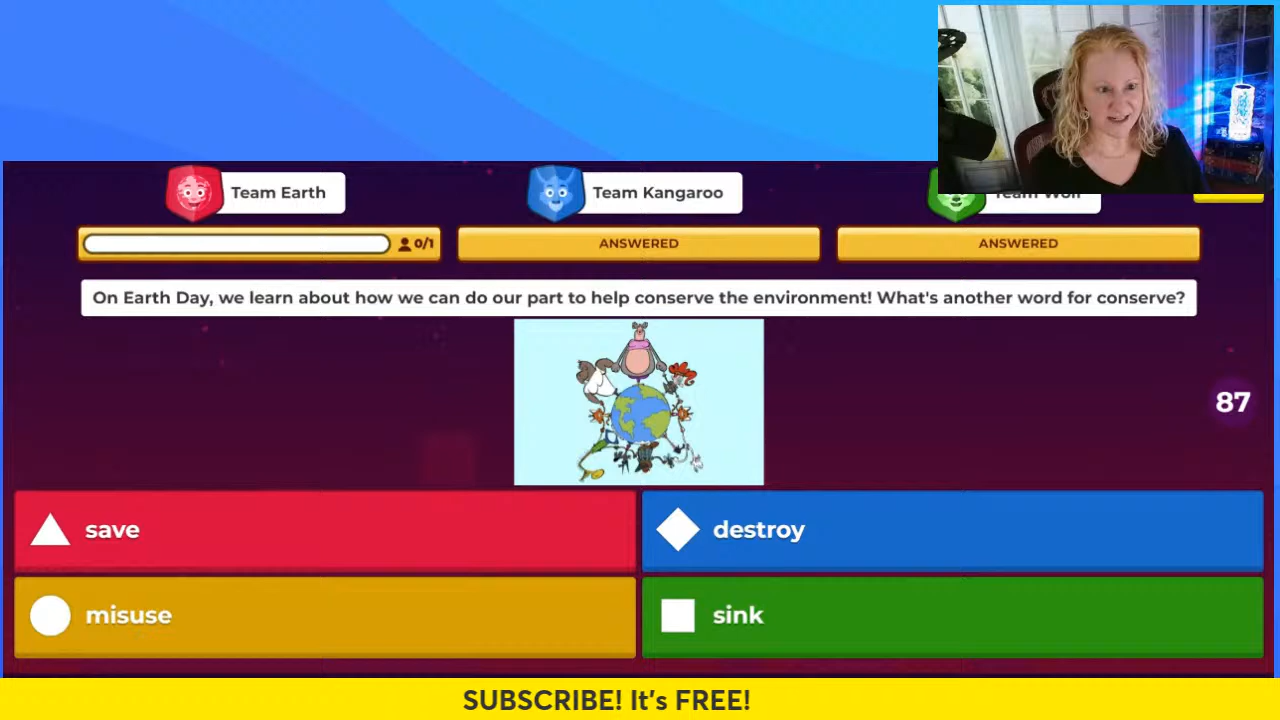 Team Earth
Team Kangaroo
Team Wolf
0/1
ANSWERED
ANSWERED
On Earth Day, we learn about how we can do our part to help conserve the environment! What's another word for conserve?
87
save
destroy
misuse
sink
SUBSCRIBE! It's FREE!